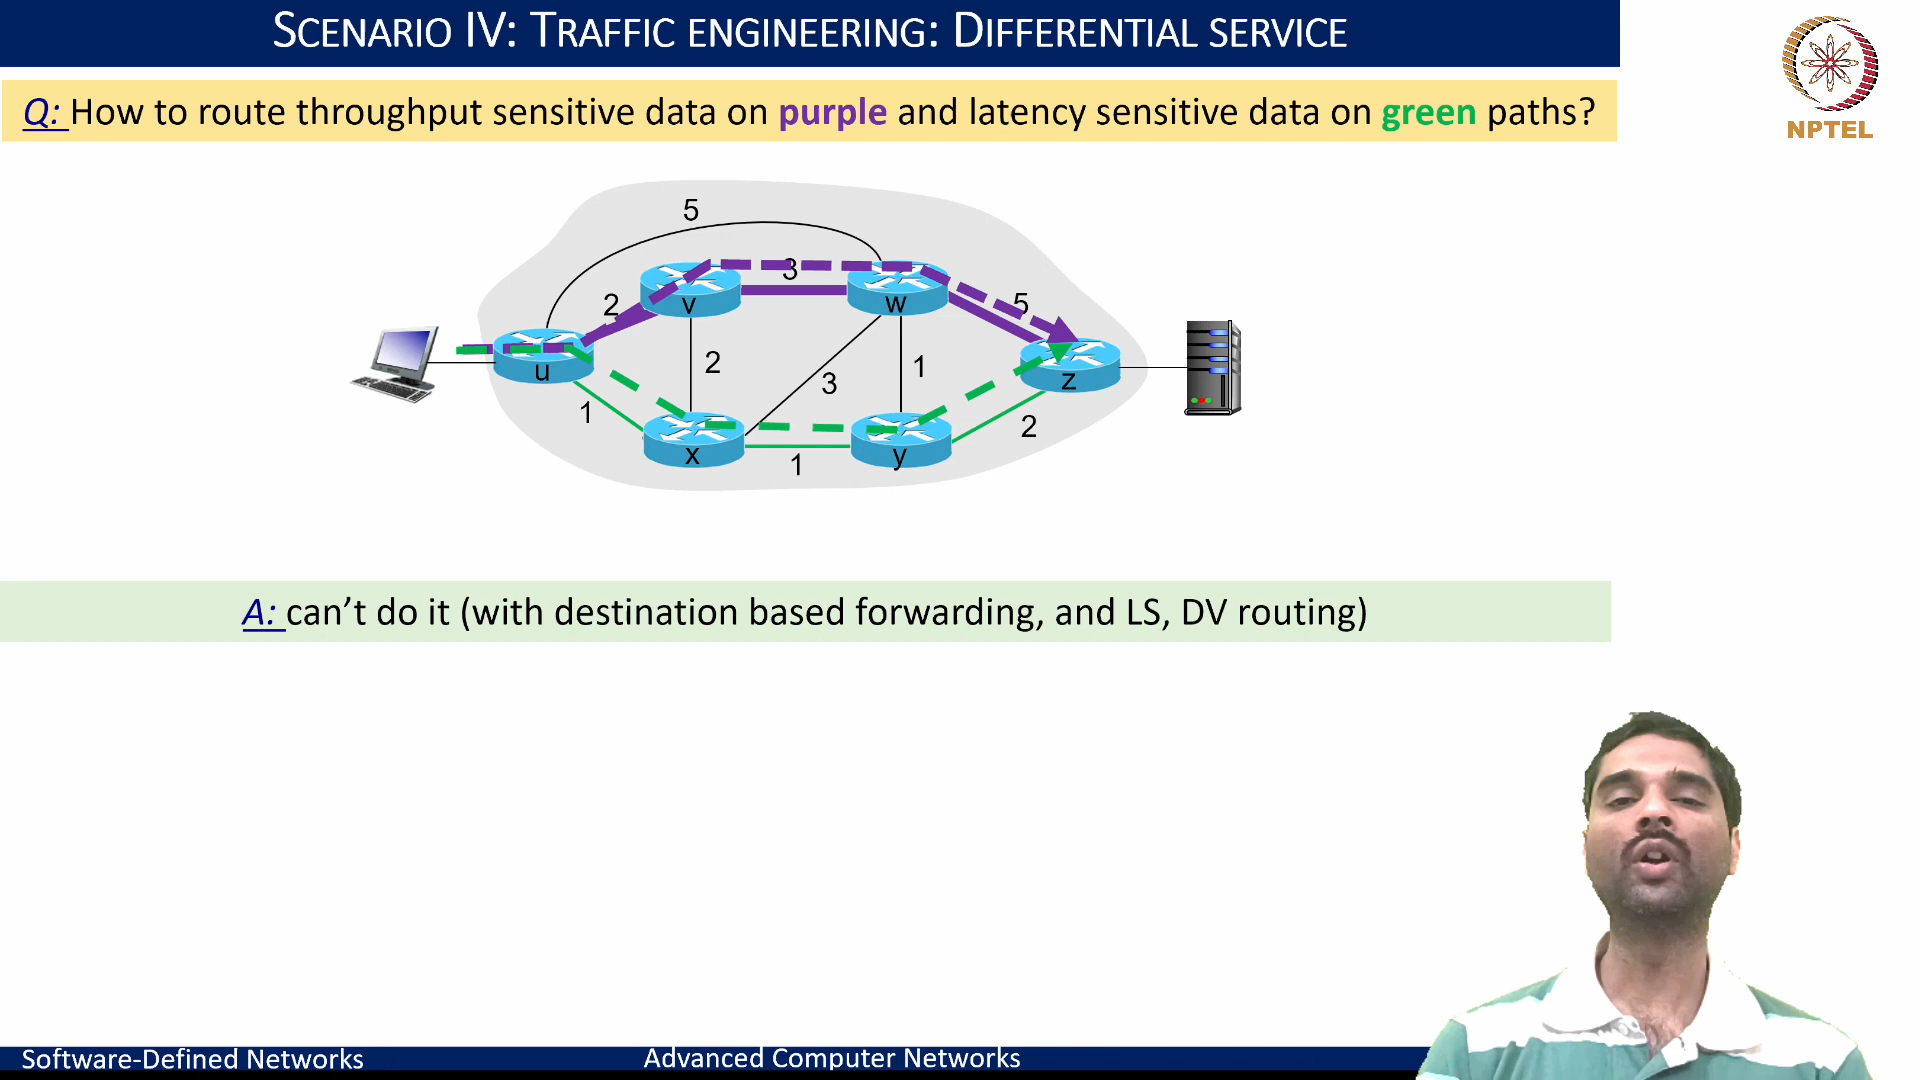 SCENARIO IV: TRAFFIC ENGINEERING: DIFFERENTIAL SERVICE
NPTEL
Q: How to route throughput sensitive data on purple and latency sensitive data on green paths?
5
3
2
v
w
5
u
2
3
1
z
1
x
1
y
2
A: can’t do it (with destination based forwarding, and LS, DV routing)
Software-Defined Networks
Advanced Computer Networks